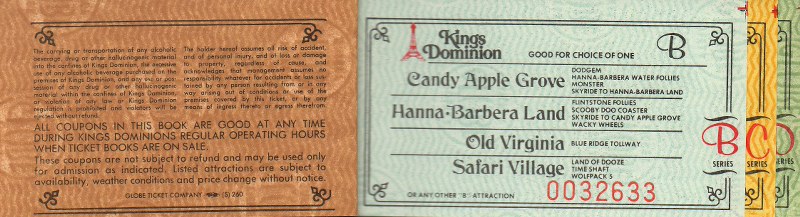 The carrying or transportation of any alcoholic
beverage, drug or other hallucinogenic material
into the confines of Kings Dominion, the excessive
use of any alcoholic beverage purchased on the
premises of Kings Dominion, and any use or pos-
session of any drug or other hallucinogenic
material within the confines of Kings Dominion,
or violation of any law or Kings Dominion
regulation is prohibited and violators will be
ejected without refund.
The holder hereof assumes all risk of accident,
and of personal injury, and of loss or damage
to property, regardless of cause, and
acknowledges that management assumes no
responsibility whatever for accidents or loss sus-
tained by any person resulting from or in any
way arising out of conditions or use of the
premises covered by this ticket, or by any
means of ingress thereto or egress therefrom.
ALL COUPONS IN THIS BOOK ARE GOOD AT ANY TIME
DURING KINGS DOMINIONS REGULAR OPERATING HOURS
WHEN TICKET BOOKS ARE ON SALE.
These coupons are not subject to refund and may be used only
for admission as indicated. Listed attractions are subject to
availability, weather conditions and price change without notice.
GLOBE TICKET COMPANY (5) 260
Kings
Dominion
GOOD FOR CHOICE OF ONE
B
Candy Apple Grove
DODGEM
HANNA-BARBERA WATER FOLLIES
MONSTER
SKYRIDE TO HANNA-BARBERA LAND
Hanna-Barbera Land
FLINTSTONE FOLLIES
SCOOBY DOO COASTER
SKYRIDE TO CANDY APPLE GROVE
WACKY WHEELS
Old Virginia
BLUE RIDGE TOLLWAY
Safari Village
LAND OF DOOZE
TIME SHAFT
WOLFPACK 5
OR ANY OTHER "B" ATTRACTION
0032633
B
SERIES
C
SERIES
D
SERIES